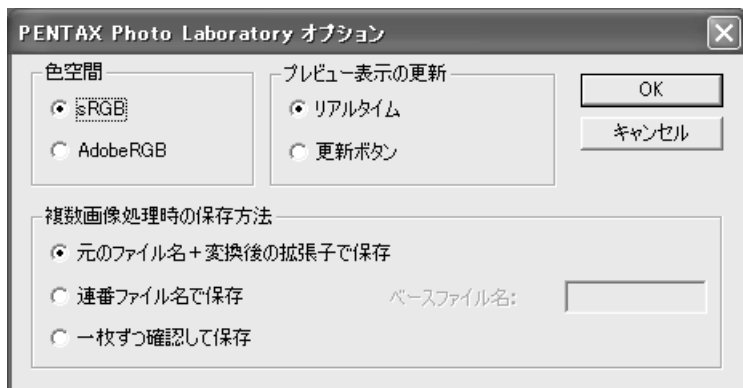 PENTAX Photo Laboratory オプション
色空間
sRGB
AdobeRGB
プレビュー表示の更新
リアルタイム
更新ボタン
OK
キャンセル
複数画像処理時の保存方法
元のファイル名+変換後の拡張子で保存
連番ファイル名で保存
ベースファイル名:
一枚ずつ確認して保存